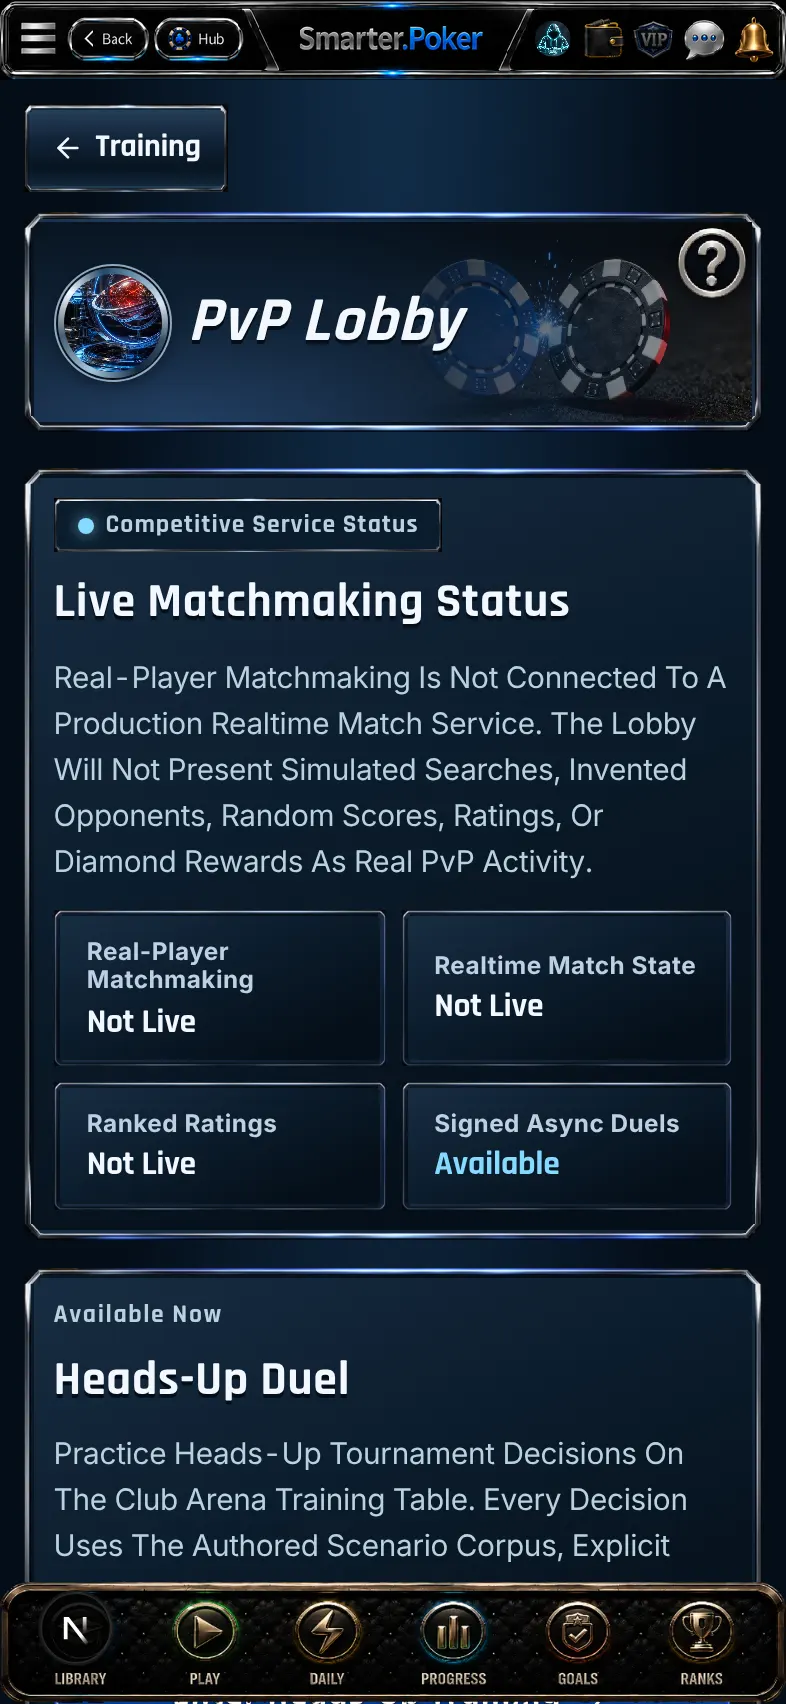 Back
Hub
Smarter.Poker
VIP
← Training
PvP Lobby
?
Competitive Service Status
Live Matchmaking Status
Real-Player Matchmaking Is Not Connected To A
Production Realtime Match Service. The Lobby
Will Not Present Simulated Searches, Invented
Opponents, Random Scores, Ratings, Or
Diamond Rewards As Real PvP Activity.
Real-Player
Matchmaking
Not Live
Realtime Match State
Not Live
Ranked Ratings
Not Live
Signed Async Duels
Available
Available Now
Heads-Up Duel
Practice Heads-Up Tournament Decisions On
The Club Arena Training Table. Every Decision
Uses The Authored Scenario Corpus, Explicit
N
LIBRARY
PLAY
DAILY
PROGRESS
GOALS
RANKS